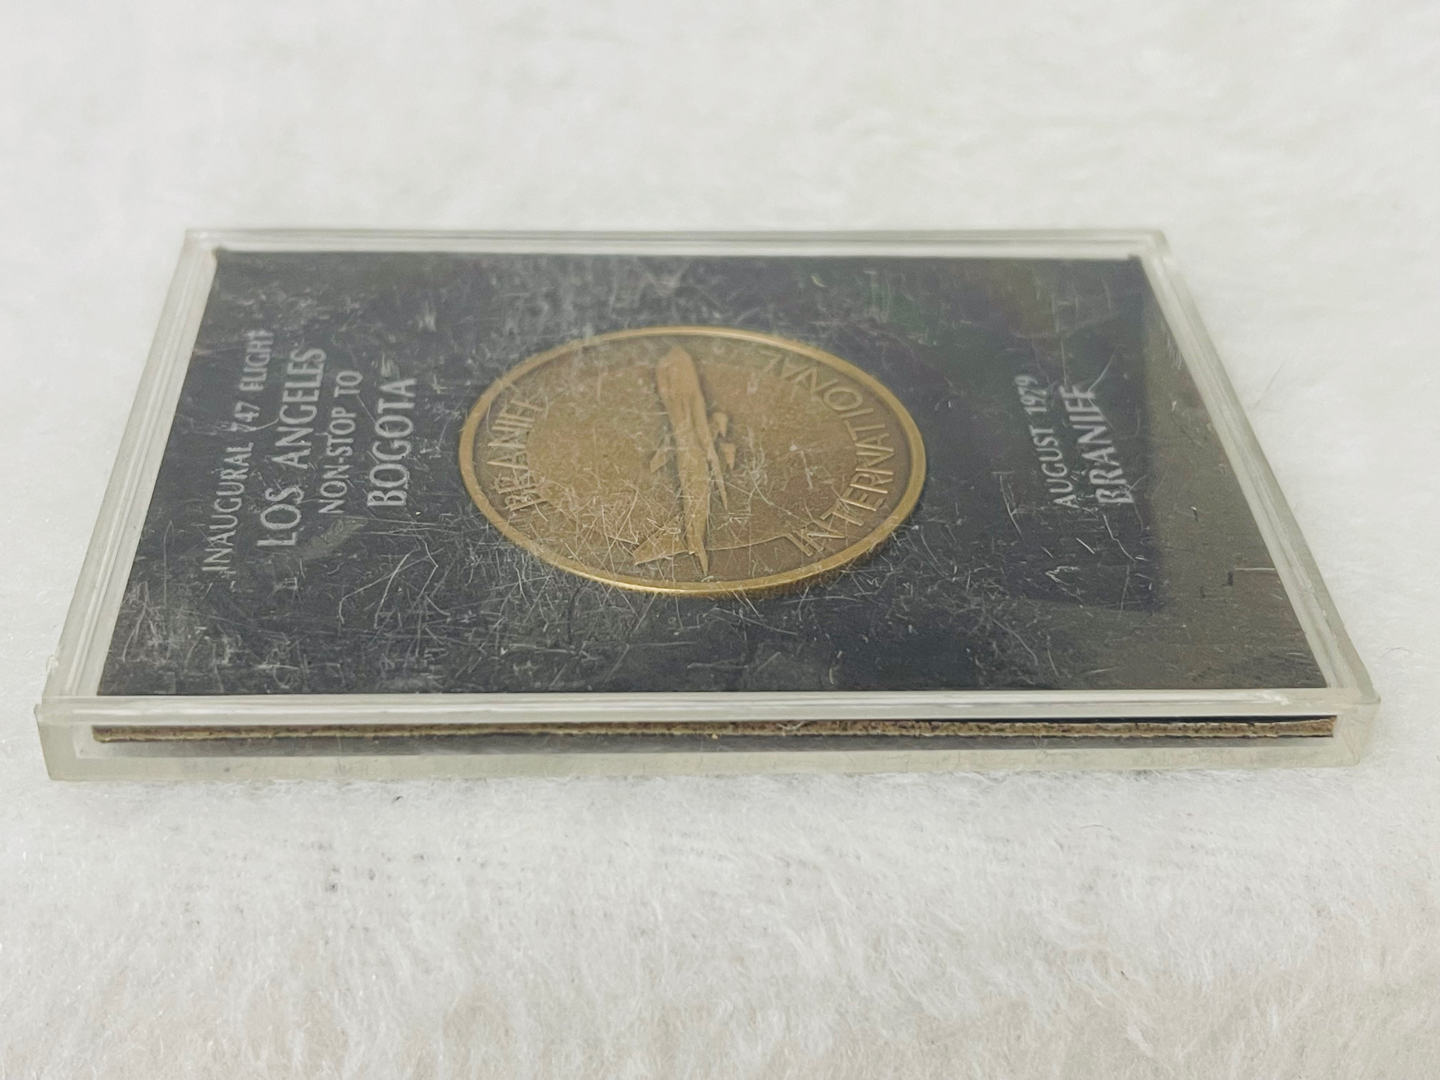 INAUGURAL 747 FLIGHT
LOS ANGELES
NON-STOP TO
BOGOTA
BRANIFF
INTERNATIONAL
AUGUST 1979
BRANIFF